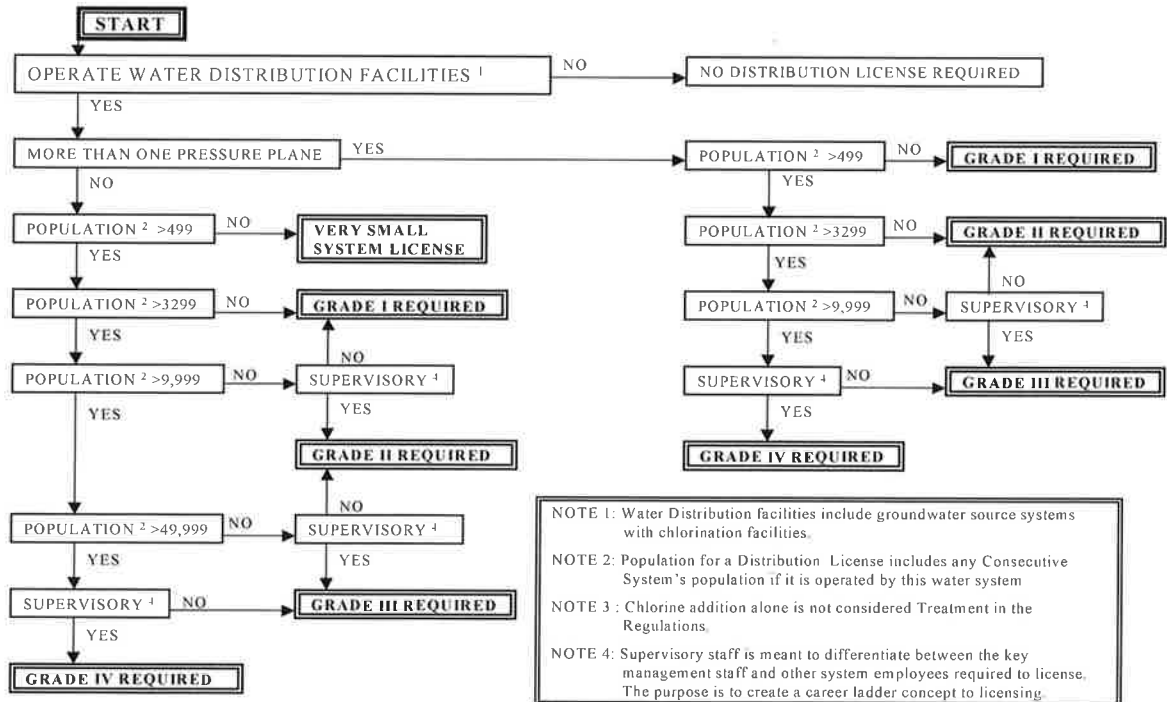 START
OPERATE WATER DISTRIBUTION FACILITIES 1
NO
NO DISTRIBUTION LICENSE REQUIRED
YES
MORE THAN ONE PRESSURE PLANE
YES
POPULATION 2 >499
NO
GRADE I REQUIRED
NO
YES
POPULATION 2 >499
NO
VERY SMALL
SYSTEM LICENSE
POPULATION 2 >3299
NO
GRADE II REQUIRED
YES
YES
NO
POPULATION 2 >3299
NO
GRADE I REQUIRED
POPULATION 2 >9,999
NO
SUPERVISORY 4
YES
NO
YES
YES
POPULATION 2 >9,999
NO
SUPERVISORY 4
SUPERVISORY 4
NO
GRADE III REQUIRED
YES
YES
YES
GRADE II REQUIRED
GRADE IV REQUIRED
NO
POPULATION 2 >49,999
NO
SUPERVISORY 4
YES
YES
SUPERVISORY 4
NO
GRADE III REQUIRED
YES
GRADE IV REQUIRED
NOTE 1: Water Distribution facilities include groundwater source systems
with chlorination facilities.
NOTE 2: Population for a Distribution License includes any Consecutive
System's population if it is operated by this water system
NOTE 3 : Chlorine addition alone is not considered Treatment in the
Regulations.
NOTE 4: Supervisory staff is meant to differentiate between the key
management staff and other system employees required to license.
The purpose is to create a career ladder concept to licensing.